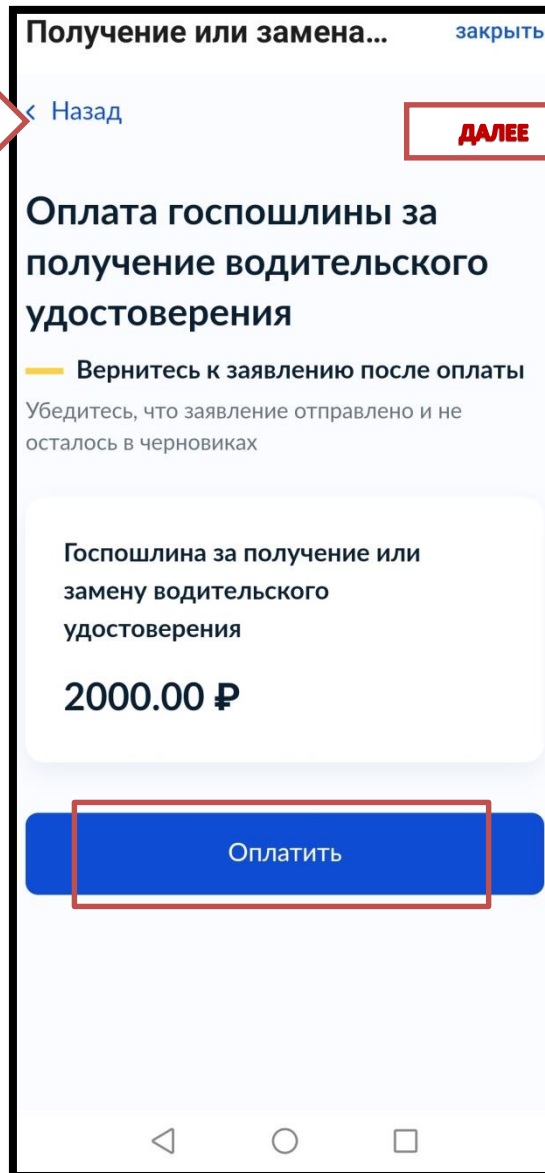 Получение или замена...
закрыть
Назад
ДАЛЕЕ
Оплата госпошлины за
получение водительского
удостоверения
Вернитесь к заявлению после оплаты
Убедитесь, что заявление отправлено и не
осталось в черновиках
Госпошлина за получение или
замену водительского
удостоверения
2000.00 ₽
Оплатить